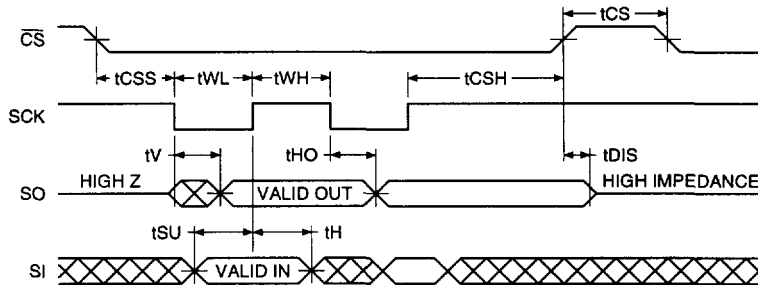 tCS
CS
tCSS tWL tWH tCSH
SCK
tV tHO tDIS
HIGH Z VALID OUT HIGH IMPEDANCE
SO
tSU tH
SI VALID IN